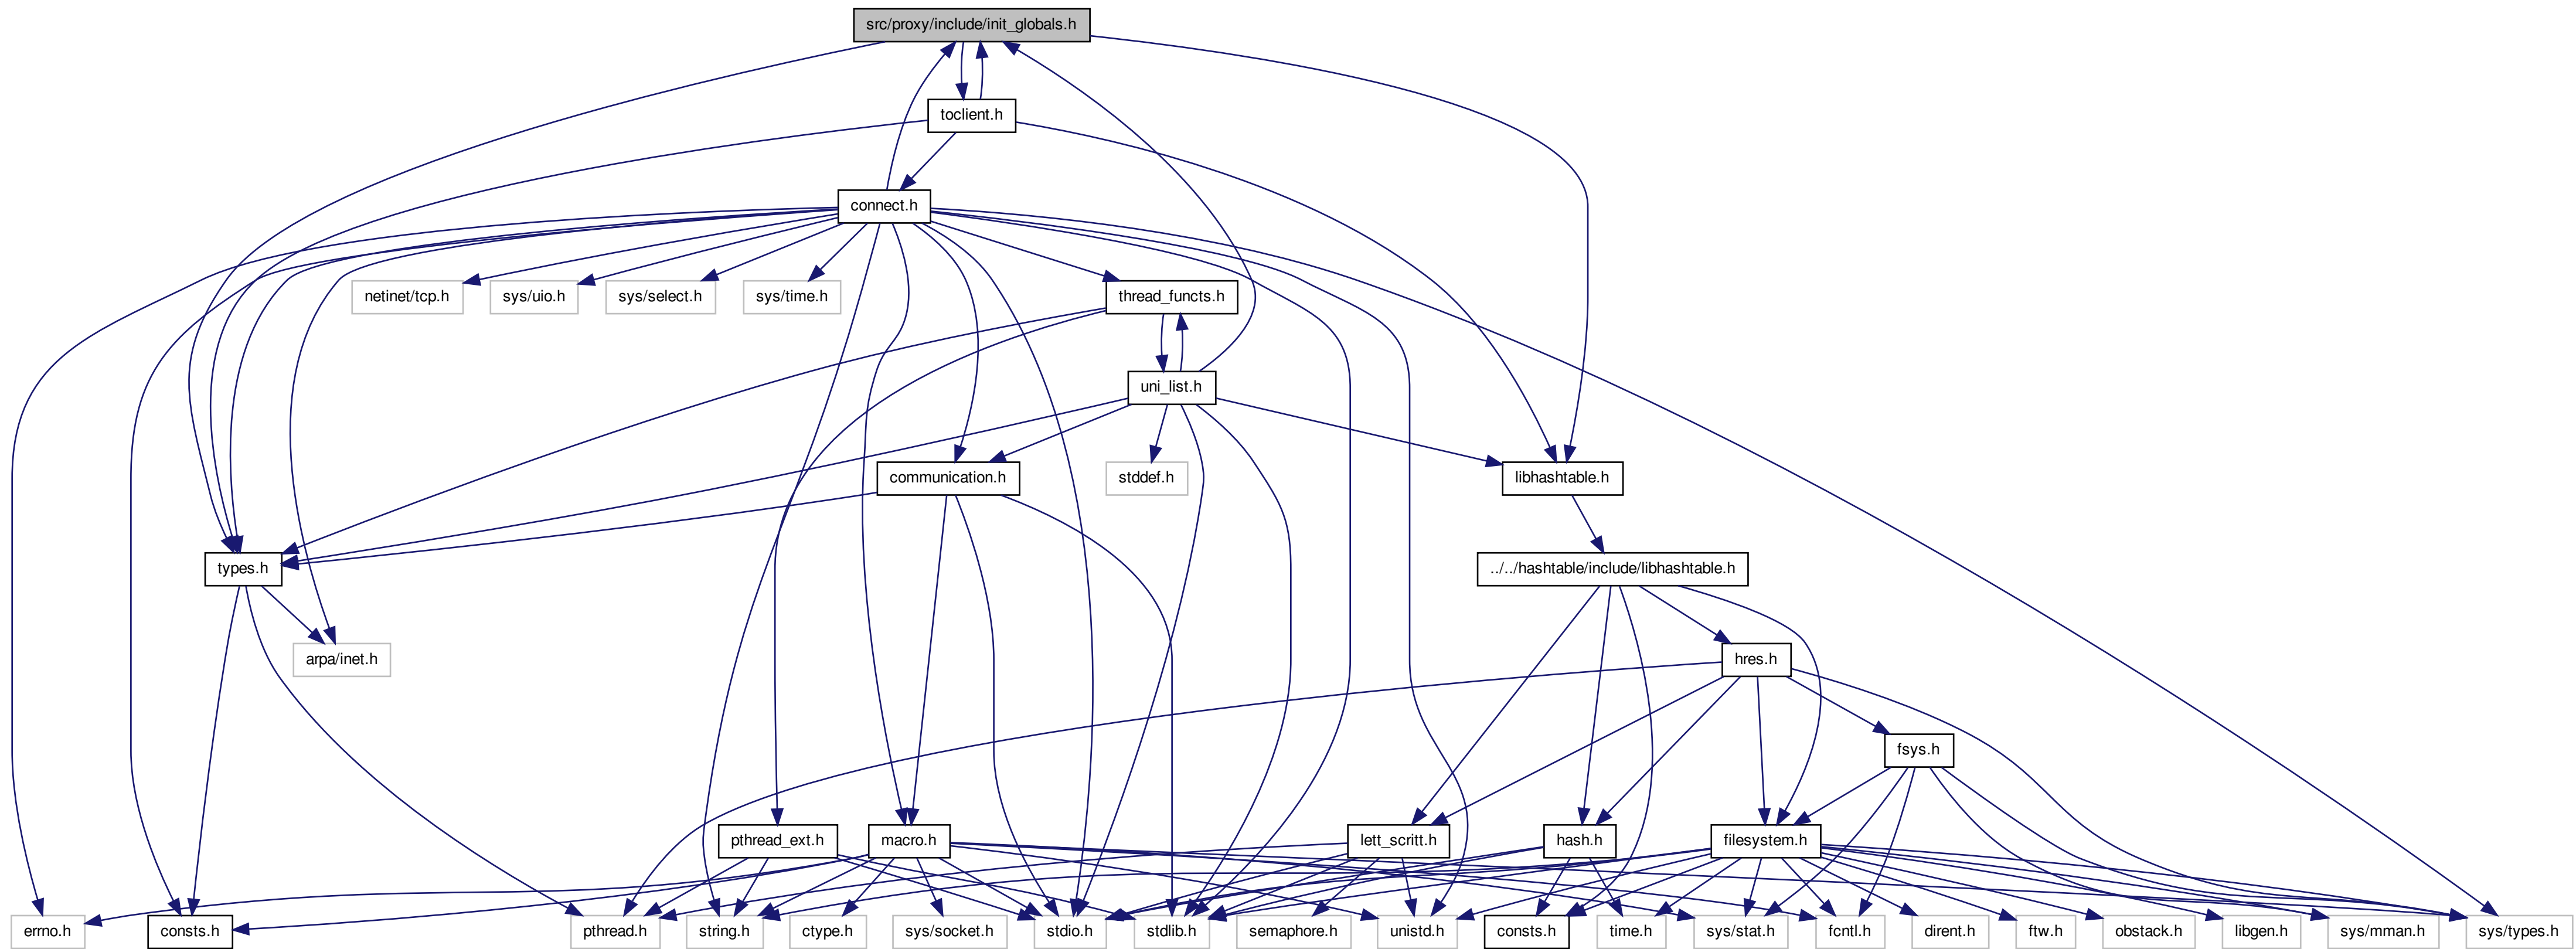 src/proxy/include/init_globals.h
toclient.h
connect.h
netinet/tcp.h
sys/uio.h
sys/select.h
sys/time.h
thread_functs.h
uni_list.h
communication.h
stddef.h
libhashtable.h
types.h
../../hashtable/include/libhashtable.h
arpa/inet.h
hres.h
fsys.h
pthread_ext.h
macro.h
lett_scritt.h
hash.h
filesystem.h
errno.h
consts.h
pthread.h
string.h
ctype.h
sys/socket.h
stdio.h
stdlib.h
semaphore.h
unistd.h
consts.h
time.h
sys/stat.h
fcntl.h
dirent.h
ftw.h
obstack.h
libgen.h
sys/mman.h
sys/types.h